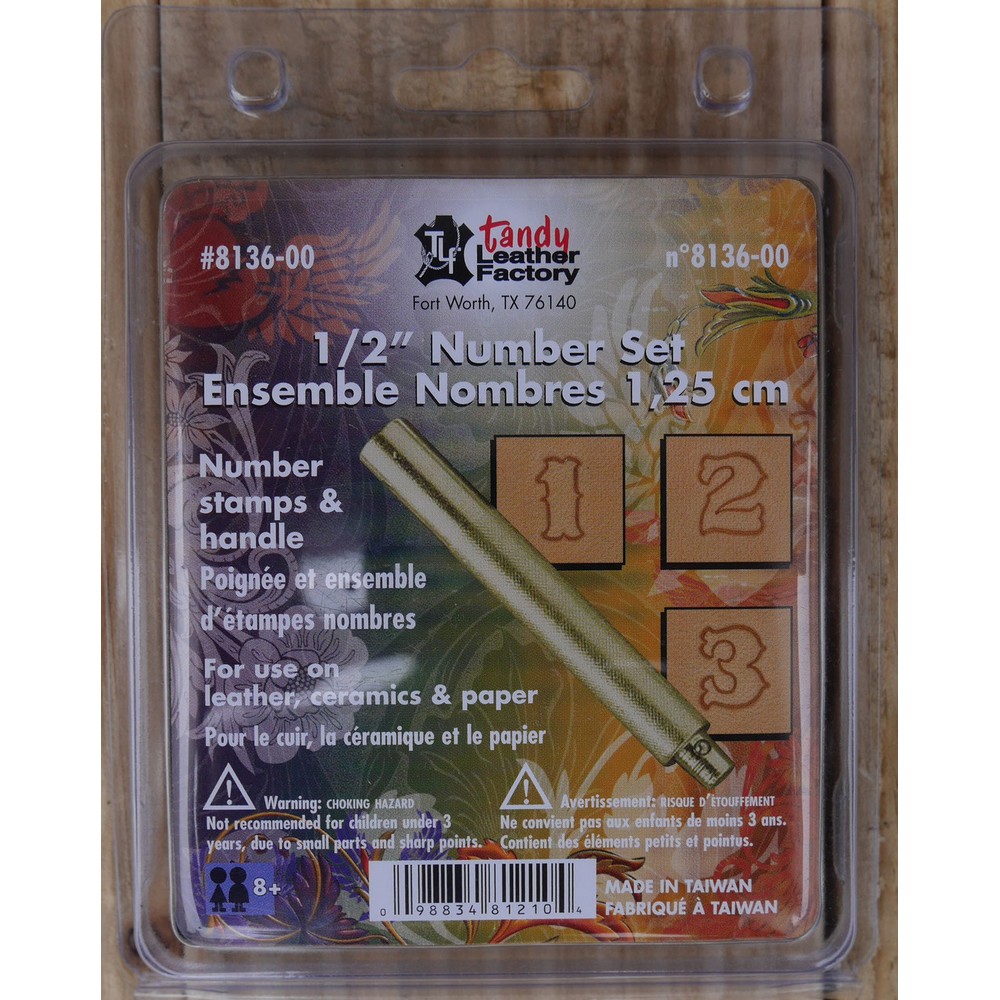 #8136-00
TLF
tandy
Leather
Factory
n°8136-00
Fort Worth, TX 76140
1/2" Number Set
Ensemble Nombres 1,25 cm
Number
stamps &
handle
Poignée et ensemble
d'étampes nombres
1
2
3
For use on
leather, ceramics & paper
Pour le cuir, la céramique et le papier
Warning: CHOKING HAZARD
Not recommended for children under 3
years, due to small parts and sharp points.
Avertissement: RISQUE D'ÉTOUFFEMENT
Ne convient pas aux enfants de moins 3 ans.
Contient des éléments petits et pointus.
8+
0 98834 81210 4
MADE IN TAIWAN
FABRIQUÉ À TAIWAN